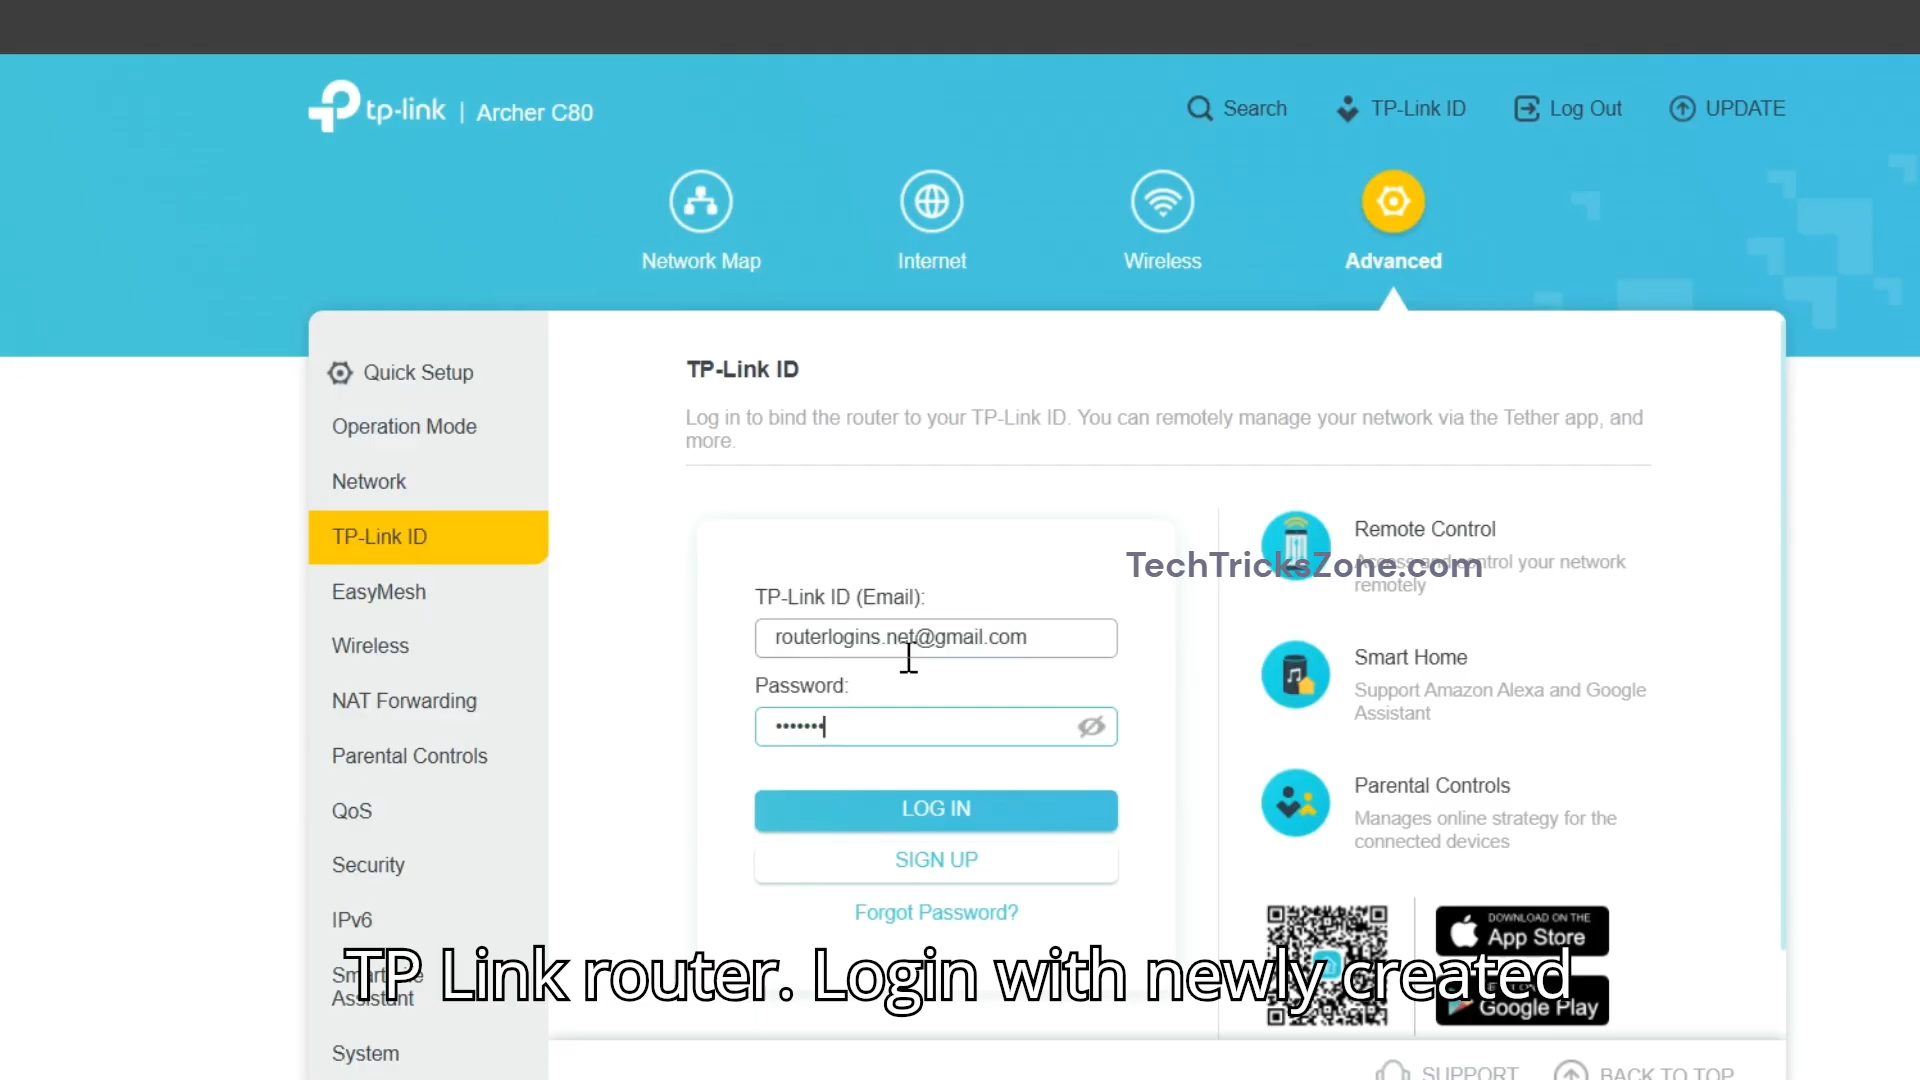 tp-link | Archer C80
Search
TP-Link ID
Log Out
UPDATE
Network Map
Internet
Wireless
Advanced
Quick Setup
Operation Mode
Network
TP-Link ID
EasyMesh
Wireless
NAT Forwarding
Parental Controls
QoS
Security
IPv6
Assistant
System
TP-Link ID
Log in to bind the router to your TP-Link ID. You can remotely manage your network via the Tether app, and
more.
TP-Link ID (Email):
routerlogins.net@gmail.com
Password:
•••••••
LOG IN
SIGN UP
Forgot Password?
Remote Control
Access and control your network
remotely
TechTricksZone.com
Smart Home
Support Amazon Alexa and Google
Assistant
Parental Controls
Manages online strategy for the
connected devices
DOWNLOAD ON THE
App Store
Google Play
TP Link router. Login with newly created
SUPPORT
BACK TO TOP